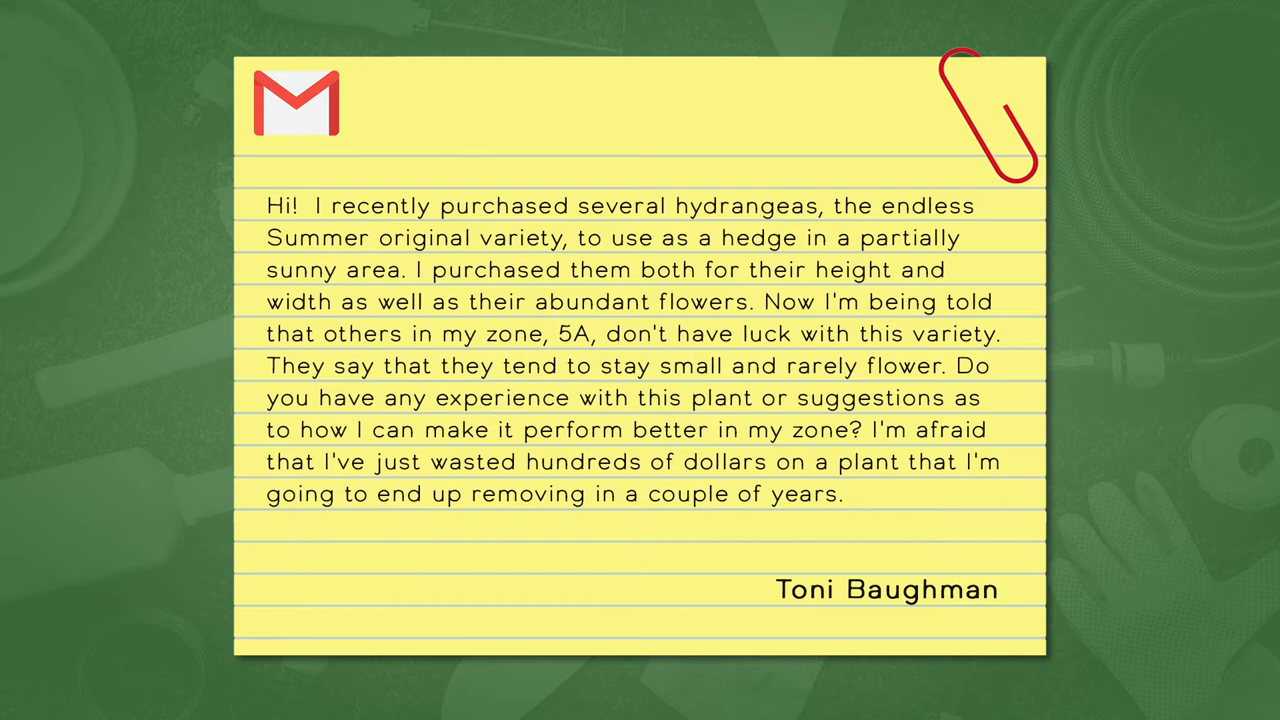 Hi!  I recently purchased several hydrangeas, the endless
Summer original variety, to use as a hedge in a partially
sunny area. I purchased them both for their height and
width as well as their abundant flowers. Now I'm being told
that others in my zone, 5A, don't have luck with this variety.
They say that they tend to stay small and rarely flower. Do
you have any experience with this plant or suggestions as
to how I can make it perform better in my zone? I'm afraid
that I've just wasted hundreds of dollars on a plant that I'm
going to end up removing in a couple of years.
Toni Baughman